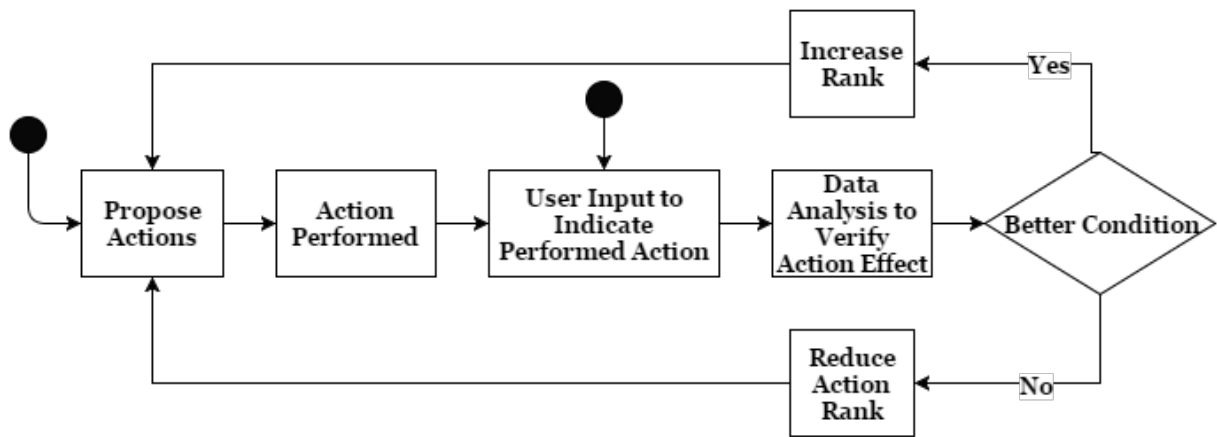 Increase
Rank
Yes
Propose
Actions
Action
Performed
User Input to
Indicate
Performed Action
Data
Analysis to
Verify
Action Effect
Better Condition
Reduce
Action
Rank
No